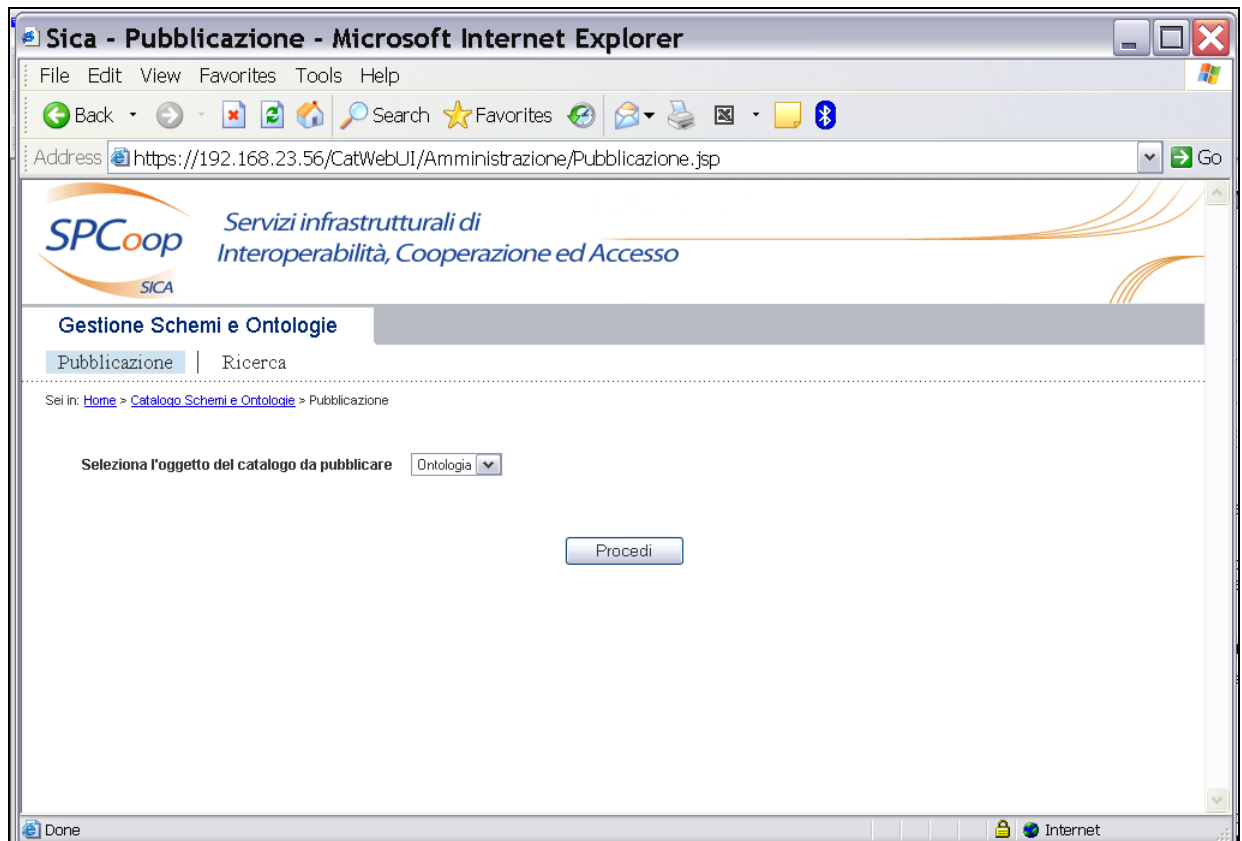 Sica - Pubblicazione - Microsoft Internet Explorer
File Edit View Favorites Tools Help
Back Search Favorites
Address https://192.168.23.56/CatWebUI/Amministrazione/Pubblicazione.jsp Go
SPCoop
SICA
Servizi infrastrutturali di
Interoperabilità, Cooperazione ed Accesso
Gestione Schemi e Ontologie
Pubblicazione | Ricerca
Sei in: Home > Catalogo Schemi e Ontologie > Pubblicazione
Seleziona l'oggetto del catalogo da pubblicare Ontologia
Procedi
Done Internet